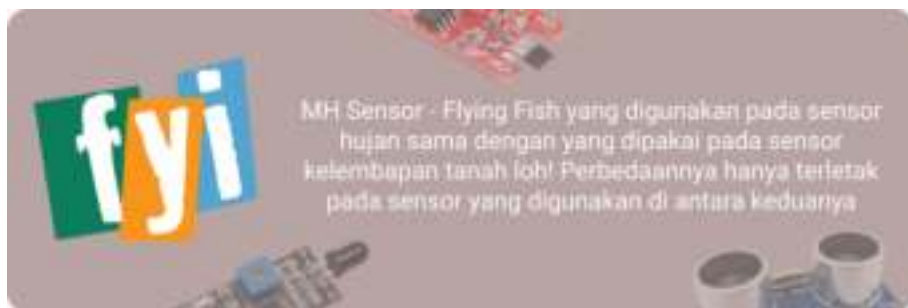 fyi
MH Sensor - Flying Fish yang digunakan pada sensor
hujan sama dengan yang dipakai pada sensor
kelembapan tanah loh! Perbedaannya hanya terletak
pada sensor yang digunakan di antara keduanya